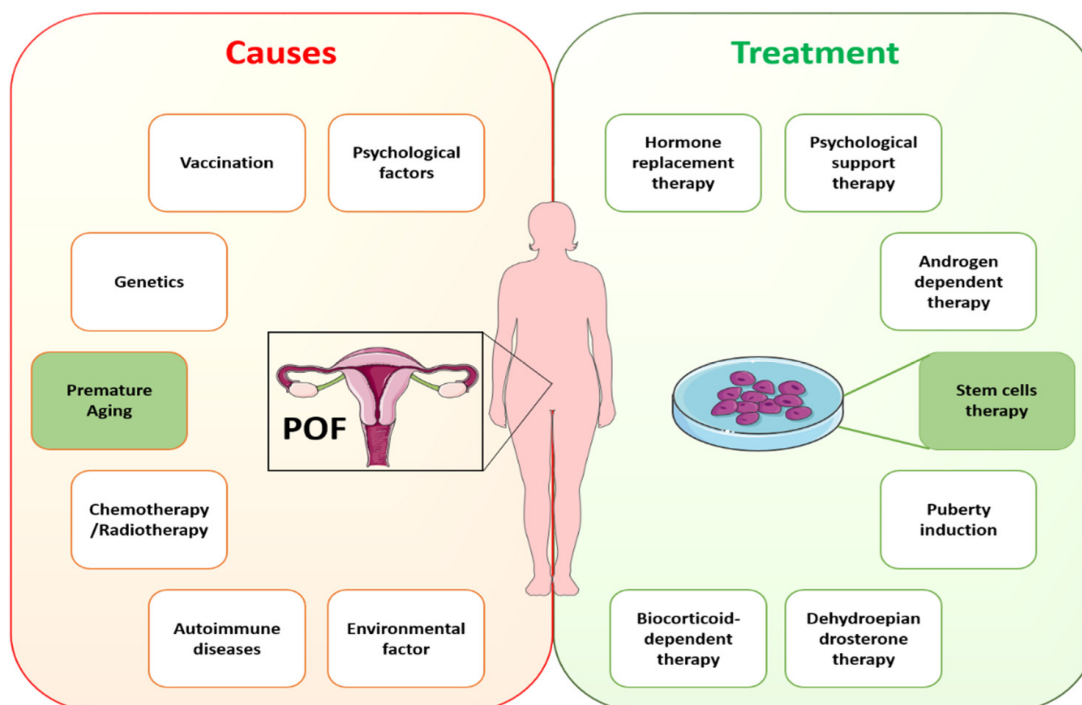 Causes
Vaccination
Psychological
factors
Genetics
Premature
Aging
POF
Chemotherapy
/Radiotherapy
Autoimmune
diseases
Environmental
factor
Treatment
Hormone
replacement
therapy
Psychological
support
therapy
Androgen
dependent
therapy
Stem cells
therapy
Puberty
induction
Biocorticoid-
dependent
therapy
Dehydroepian
drosterone
therapy